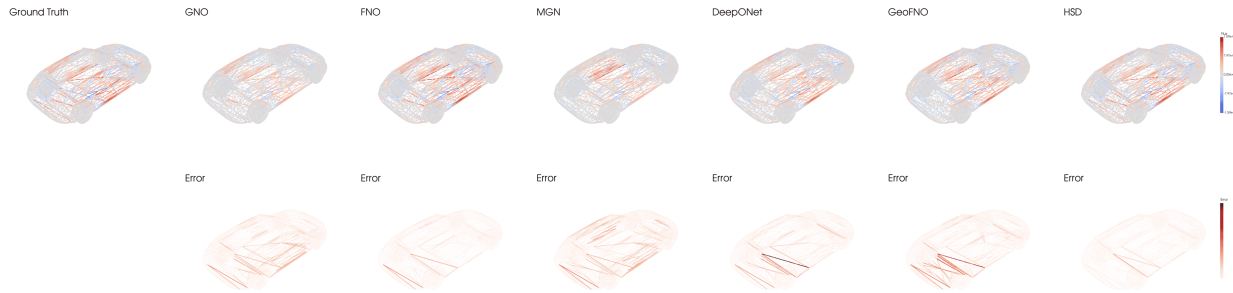 Ground Truth
GNO
FNO
MGN
DeepONet
GeoFNO
HSD
Error
Error
Error
Error
Error
Error